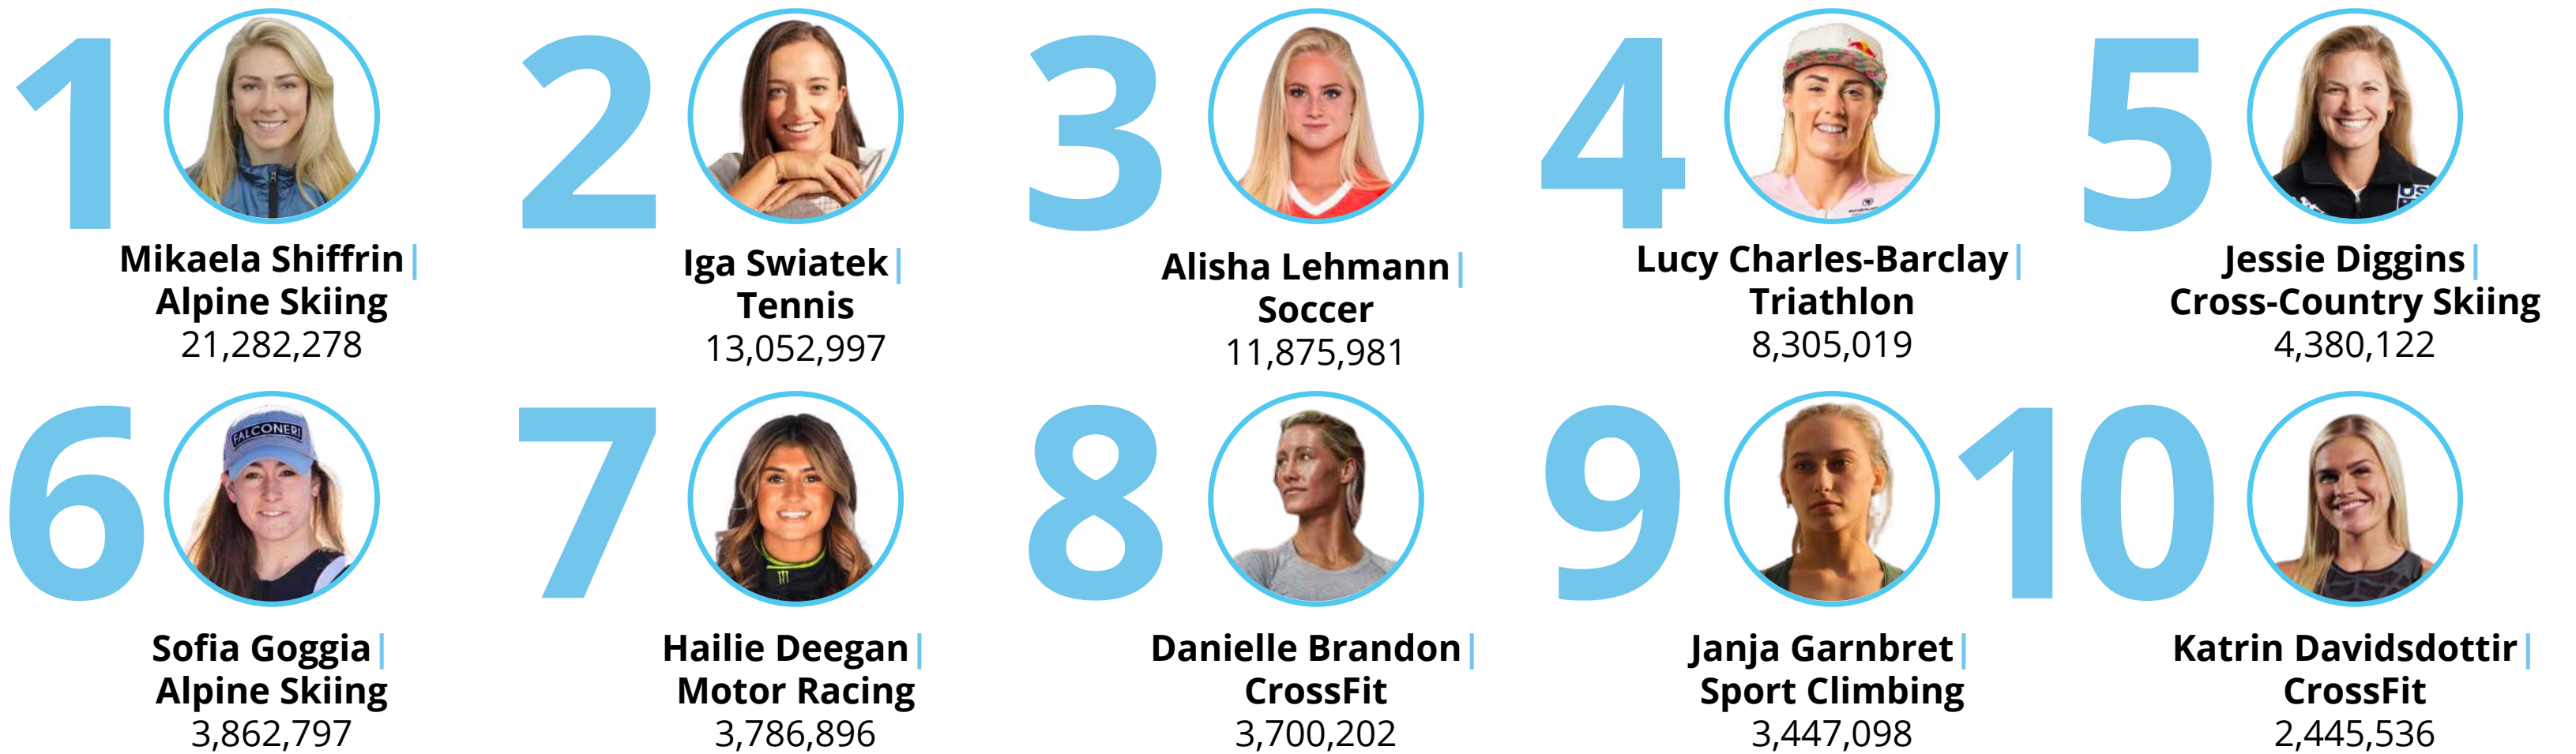 1
Mikaela Shiffrin|
Alpine Skiing
21,282,278
2
Iga Swiatek|
Tennis
13,052,997
3
Alisha Lehmann|
Soccer
11,875,981
4
Lucy Charles-Barclay|
Triathlon
8,305,019
5
US
Jessie Diggins|
Cross-Country Skiing
4,380,122
6
FALCONERI
Sofia Goggia|
Alpine Skiing
3,862,797
7
Hailie Deegan|
Motor Racing
3,786,896
8
Danielle Brandon|
CrossFit
3,700,202
9
Janja Garnbret|
Sport Climbing
3,447,098
10
Katrin Davidsdottir|
CrossFit
2,445,536